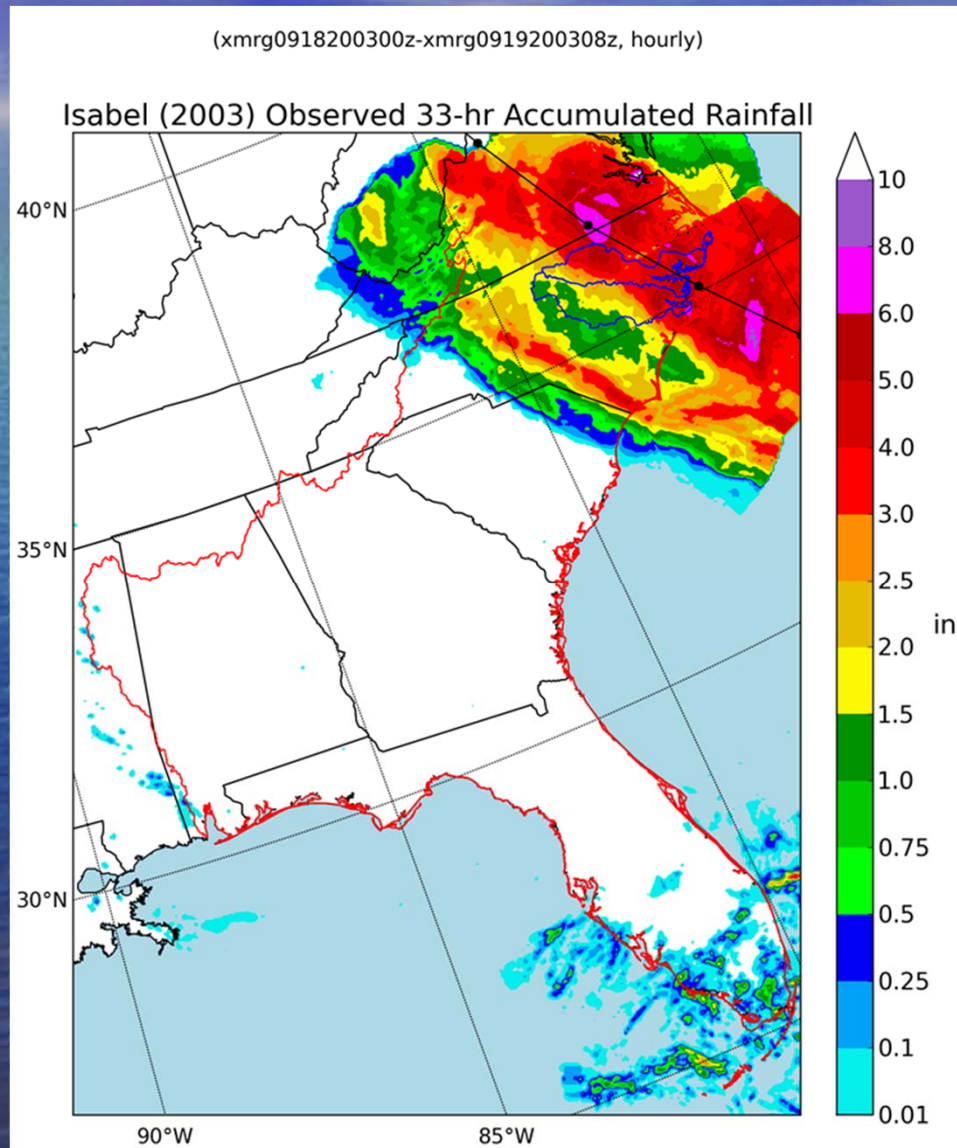 (xmrg0918200300z-xmrg0919200308z, hourly)
Isabel (2003) Observed 33-hr Accumulated Rainfall
40°N
35°N
30°N
90°W
85°W
10
8.0
6.0
5.0
4.0
3.0
2.5
2.0
1.5
1.0
0.75
0.5
0.25
0.1
0.01
in